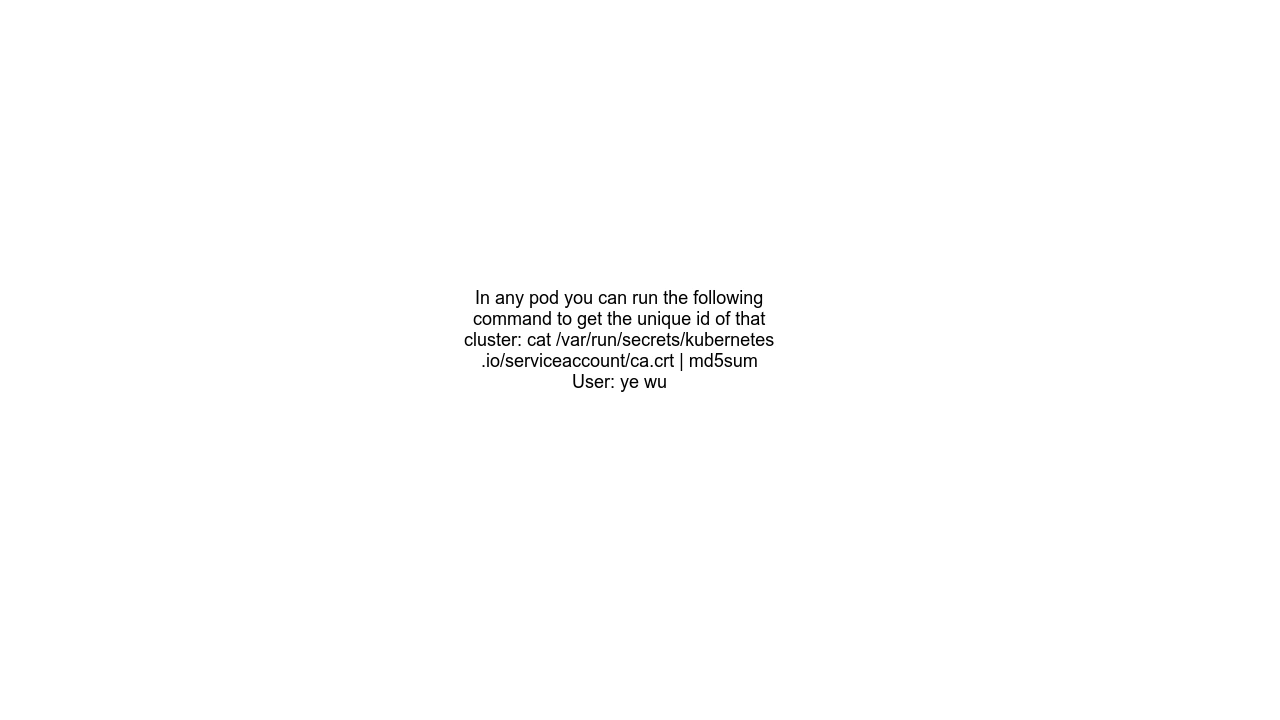 In any pod you can run the following
command to get the unique id of that
cluster: cat /var/run/secrets/kubernetes
.io/serviceaccount/ca.crt | md5sum
User: ye wu